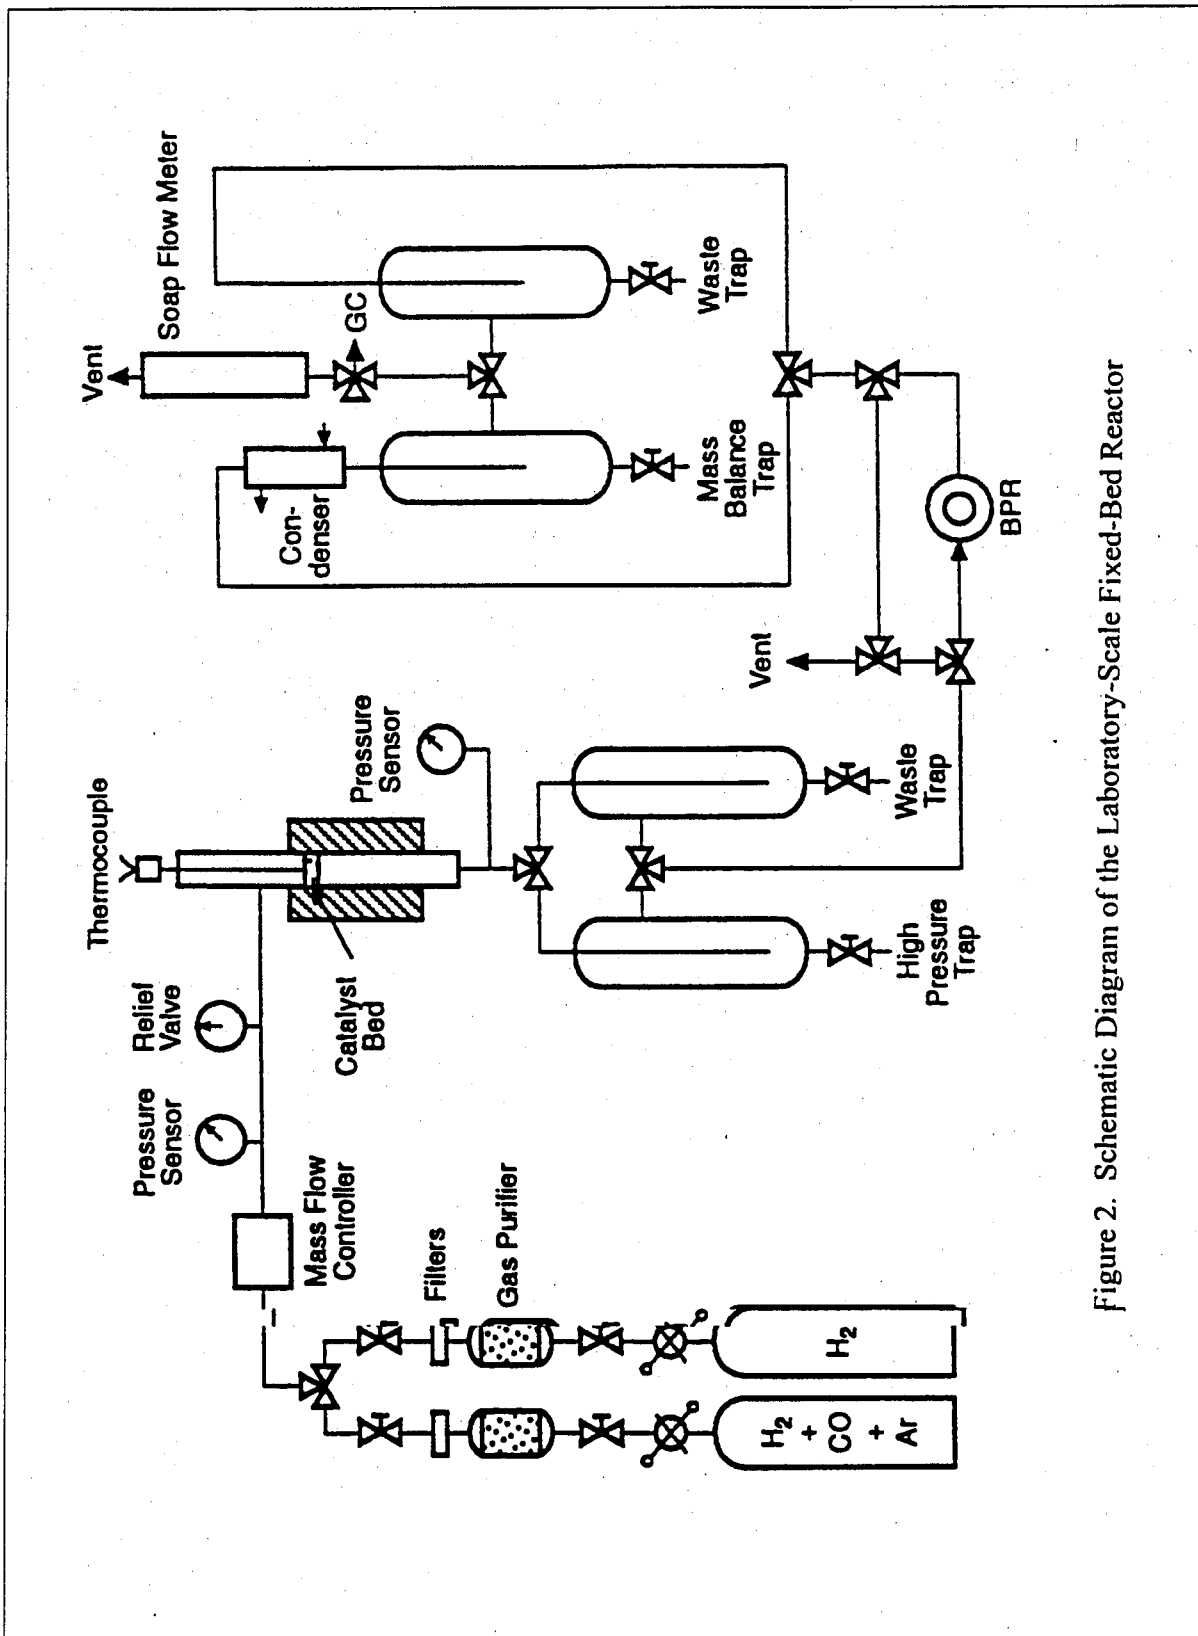 Thermocouple
Pressure
Sensor
Relief
Valve
Mass Flow
Controller
Catalyst
Bed
Pressure
Sensor
Filters
Gas Purifier
H2
+
CO
+
Ar
H2
High
Pressure
Trap
Waste
Trap
Vent
Vent
Soap Flow Meter
GC
Con-
denser
Mass
Balance
Trap
Waste
Trap
BPR
Figure 2. Schematic Diagram of the Laboratory-Scale Fixed-Bed Reactor